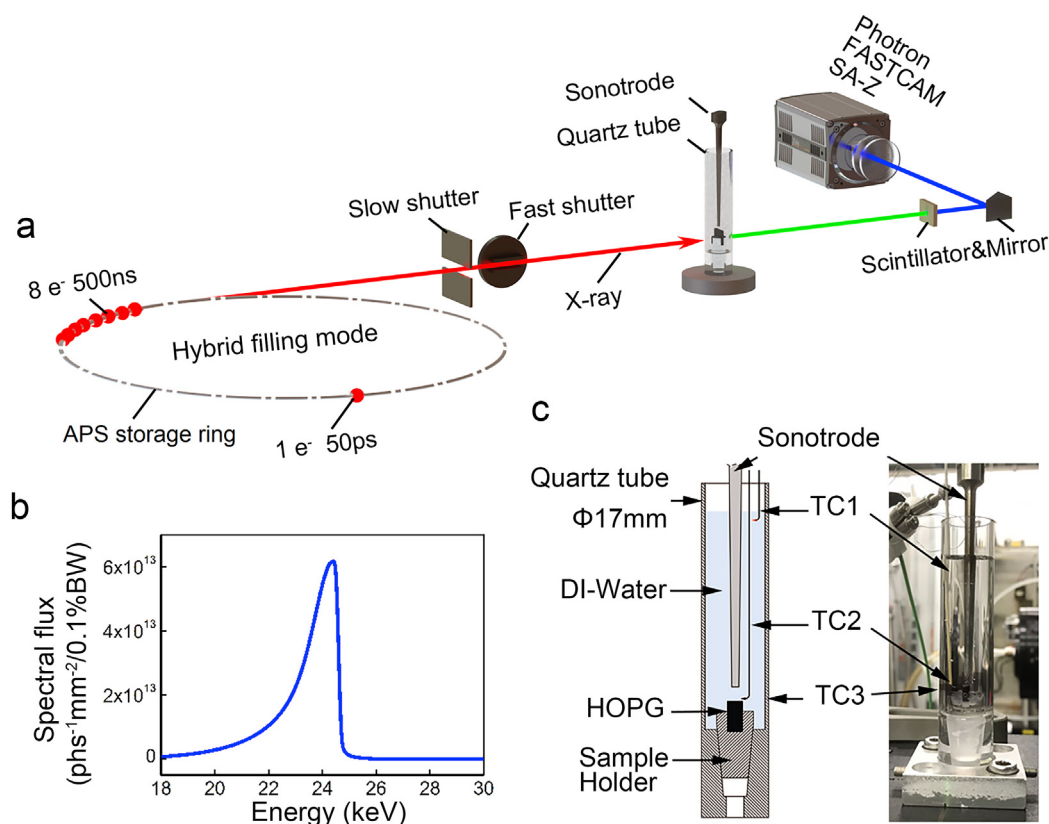 Photron
FASTCAM
SA-Z
Sonotrode
Quartz tube
Slow shutter
Fast shutter
a
8 e⁻ 500ns
X-ray
Scintillator&Mirror
Hybrid filling mode
APS storage ring
1 e⁻ 50ps
b
Spectral flux
(phs⁻¹mm⁻²/0.1%BW)
6x10¹³
4x10¹³
2x10¹³
0
18 20 22 24 26 28 30
Energy (keV)
c
Sonotrode
Quartz tube
Φ17mm
TC1
DI-Water
TC2
TC3
HOPG
Sample
Holder